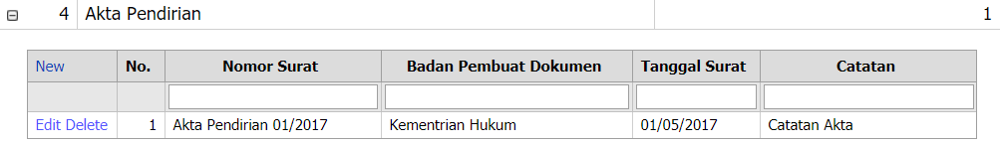 4 Akta Pendirian 1
New No. Nomor Surat Badan Pembuat Dokumen Tanggal Surat Catatan
Edit Delete 1 Akta Pendirian 01/2017 Kementrian Hukum 01/05/2017 Catatan Akta